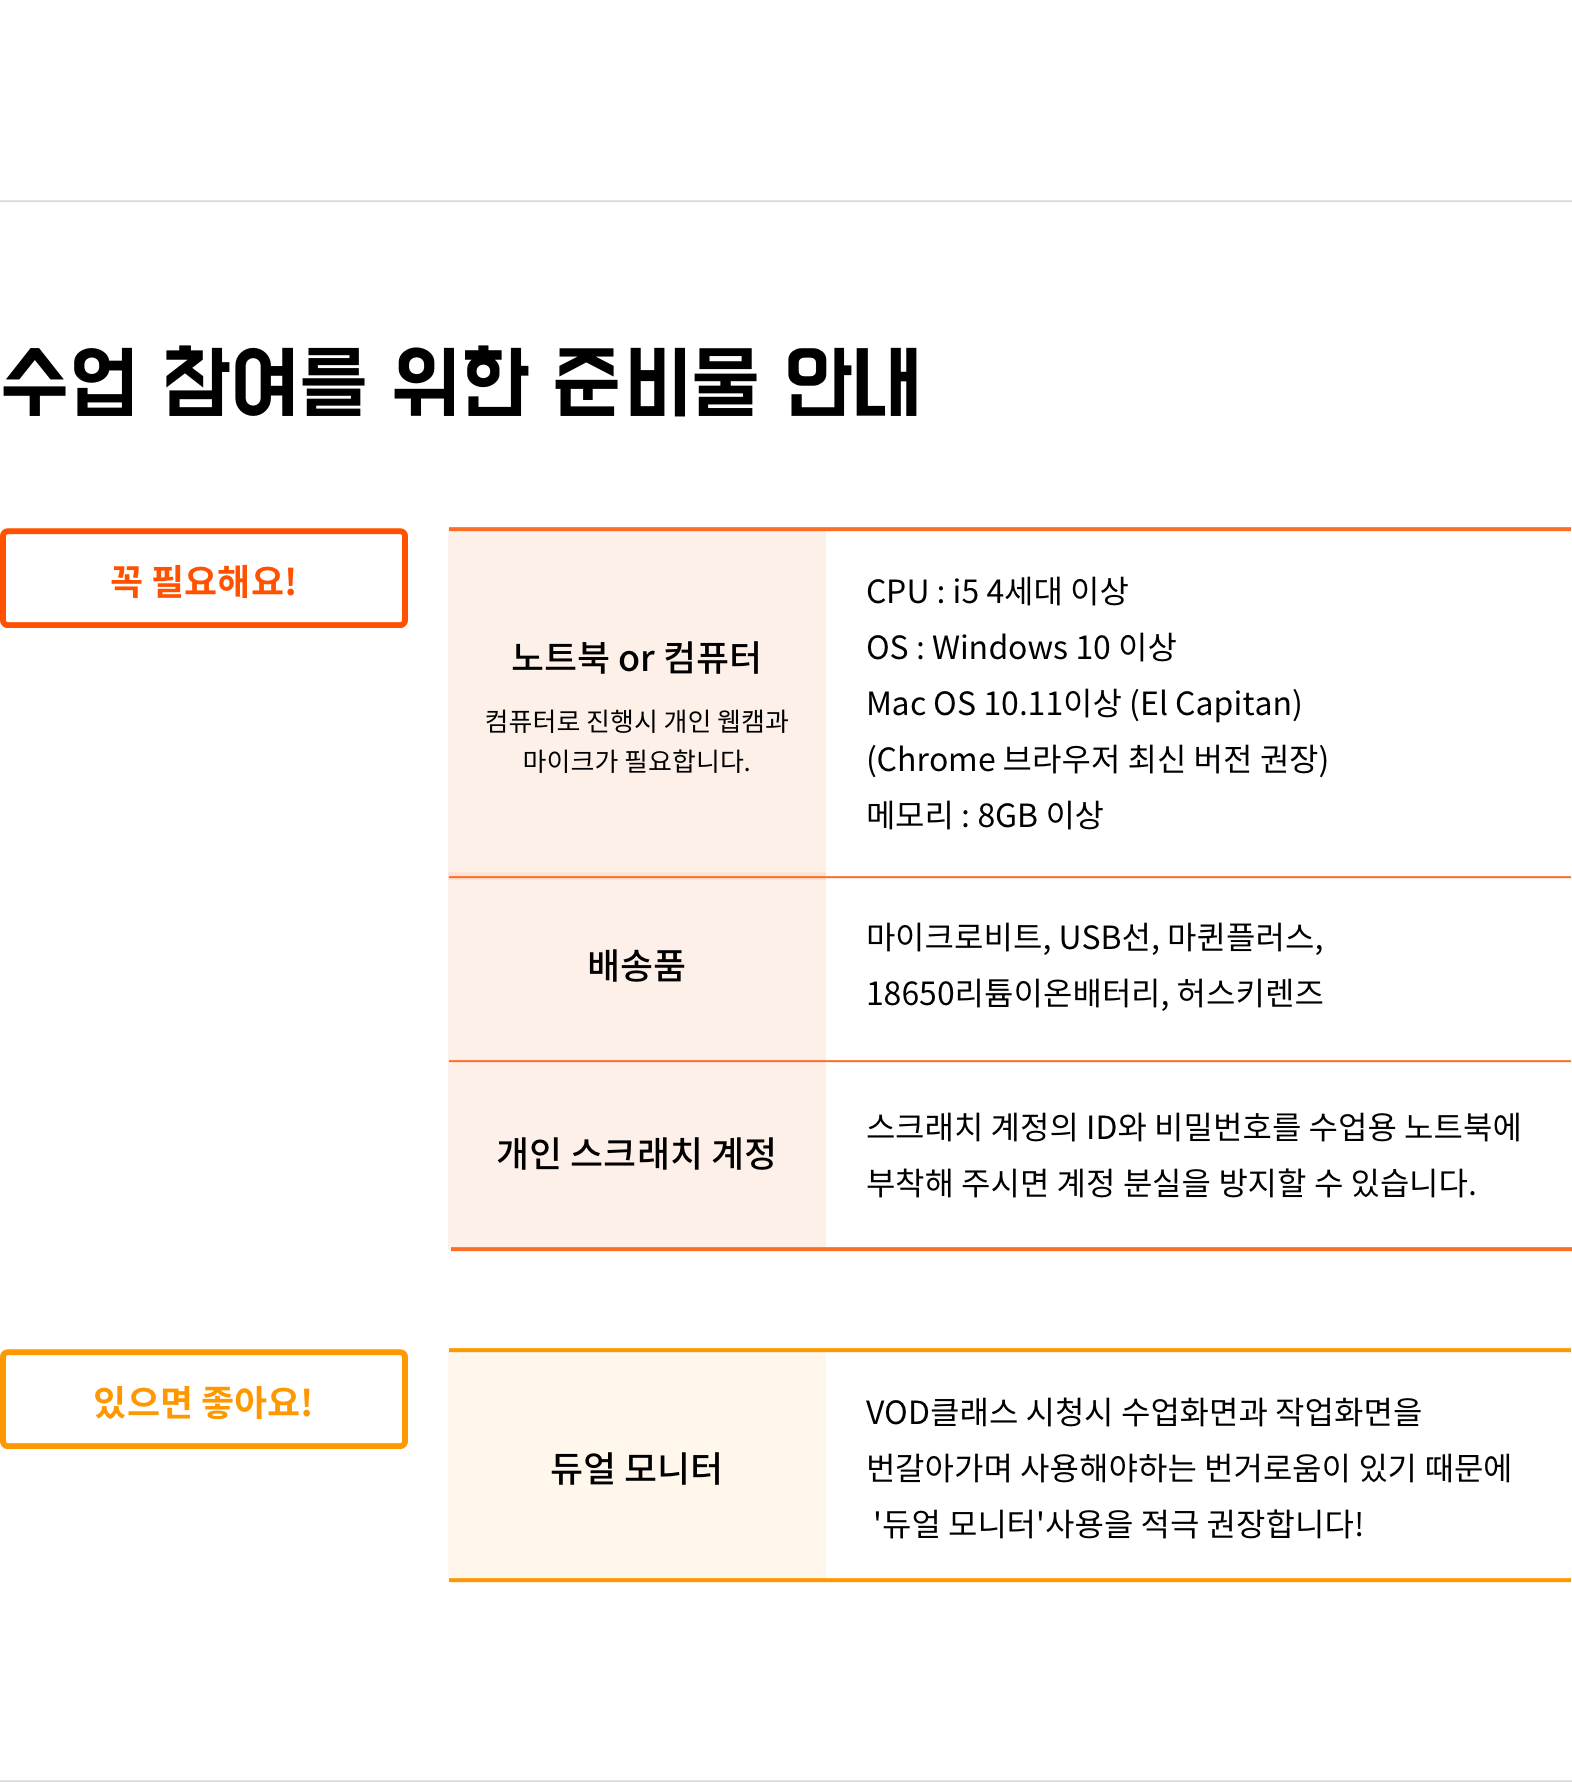 수업 참여를 위한 준비물 안내
꼭 필요해요!
노트북 or 컴퓨터
컴퓨터로 진행시 개인 웹캠과
마이크가 필요합니다.
CPU : i5 4세대 이상
OS : Windows 10 이상
Mac OS 10.11이상 (El Capitan)
(Chrome 브라우저 최신 버전 권장)
메모리 : 8GB 이상
배송품
마이크로비트, USB선, 마퀸플러스,
18650리튬이온배터리, 허스키렌즈
개인 스크래치 계정
스크래치 계정의 ID와 비밀번호를 수업용 노트북에
부착해 주시면 계정 분실을 방지할 수 있습니다.
있으면 좋아요!
듀얼 모니터
VOD클래스 시청시 수업화면과 작업화면을
번갈아가며 사용해야하는 번거로움이 있기 때문에
'듀얼 모니터'사용을 적극 권장합니다!